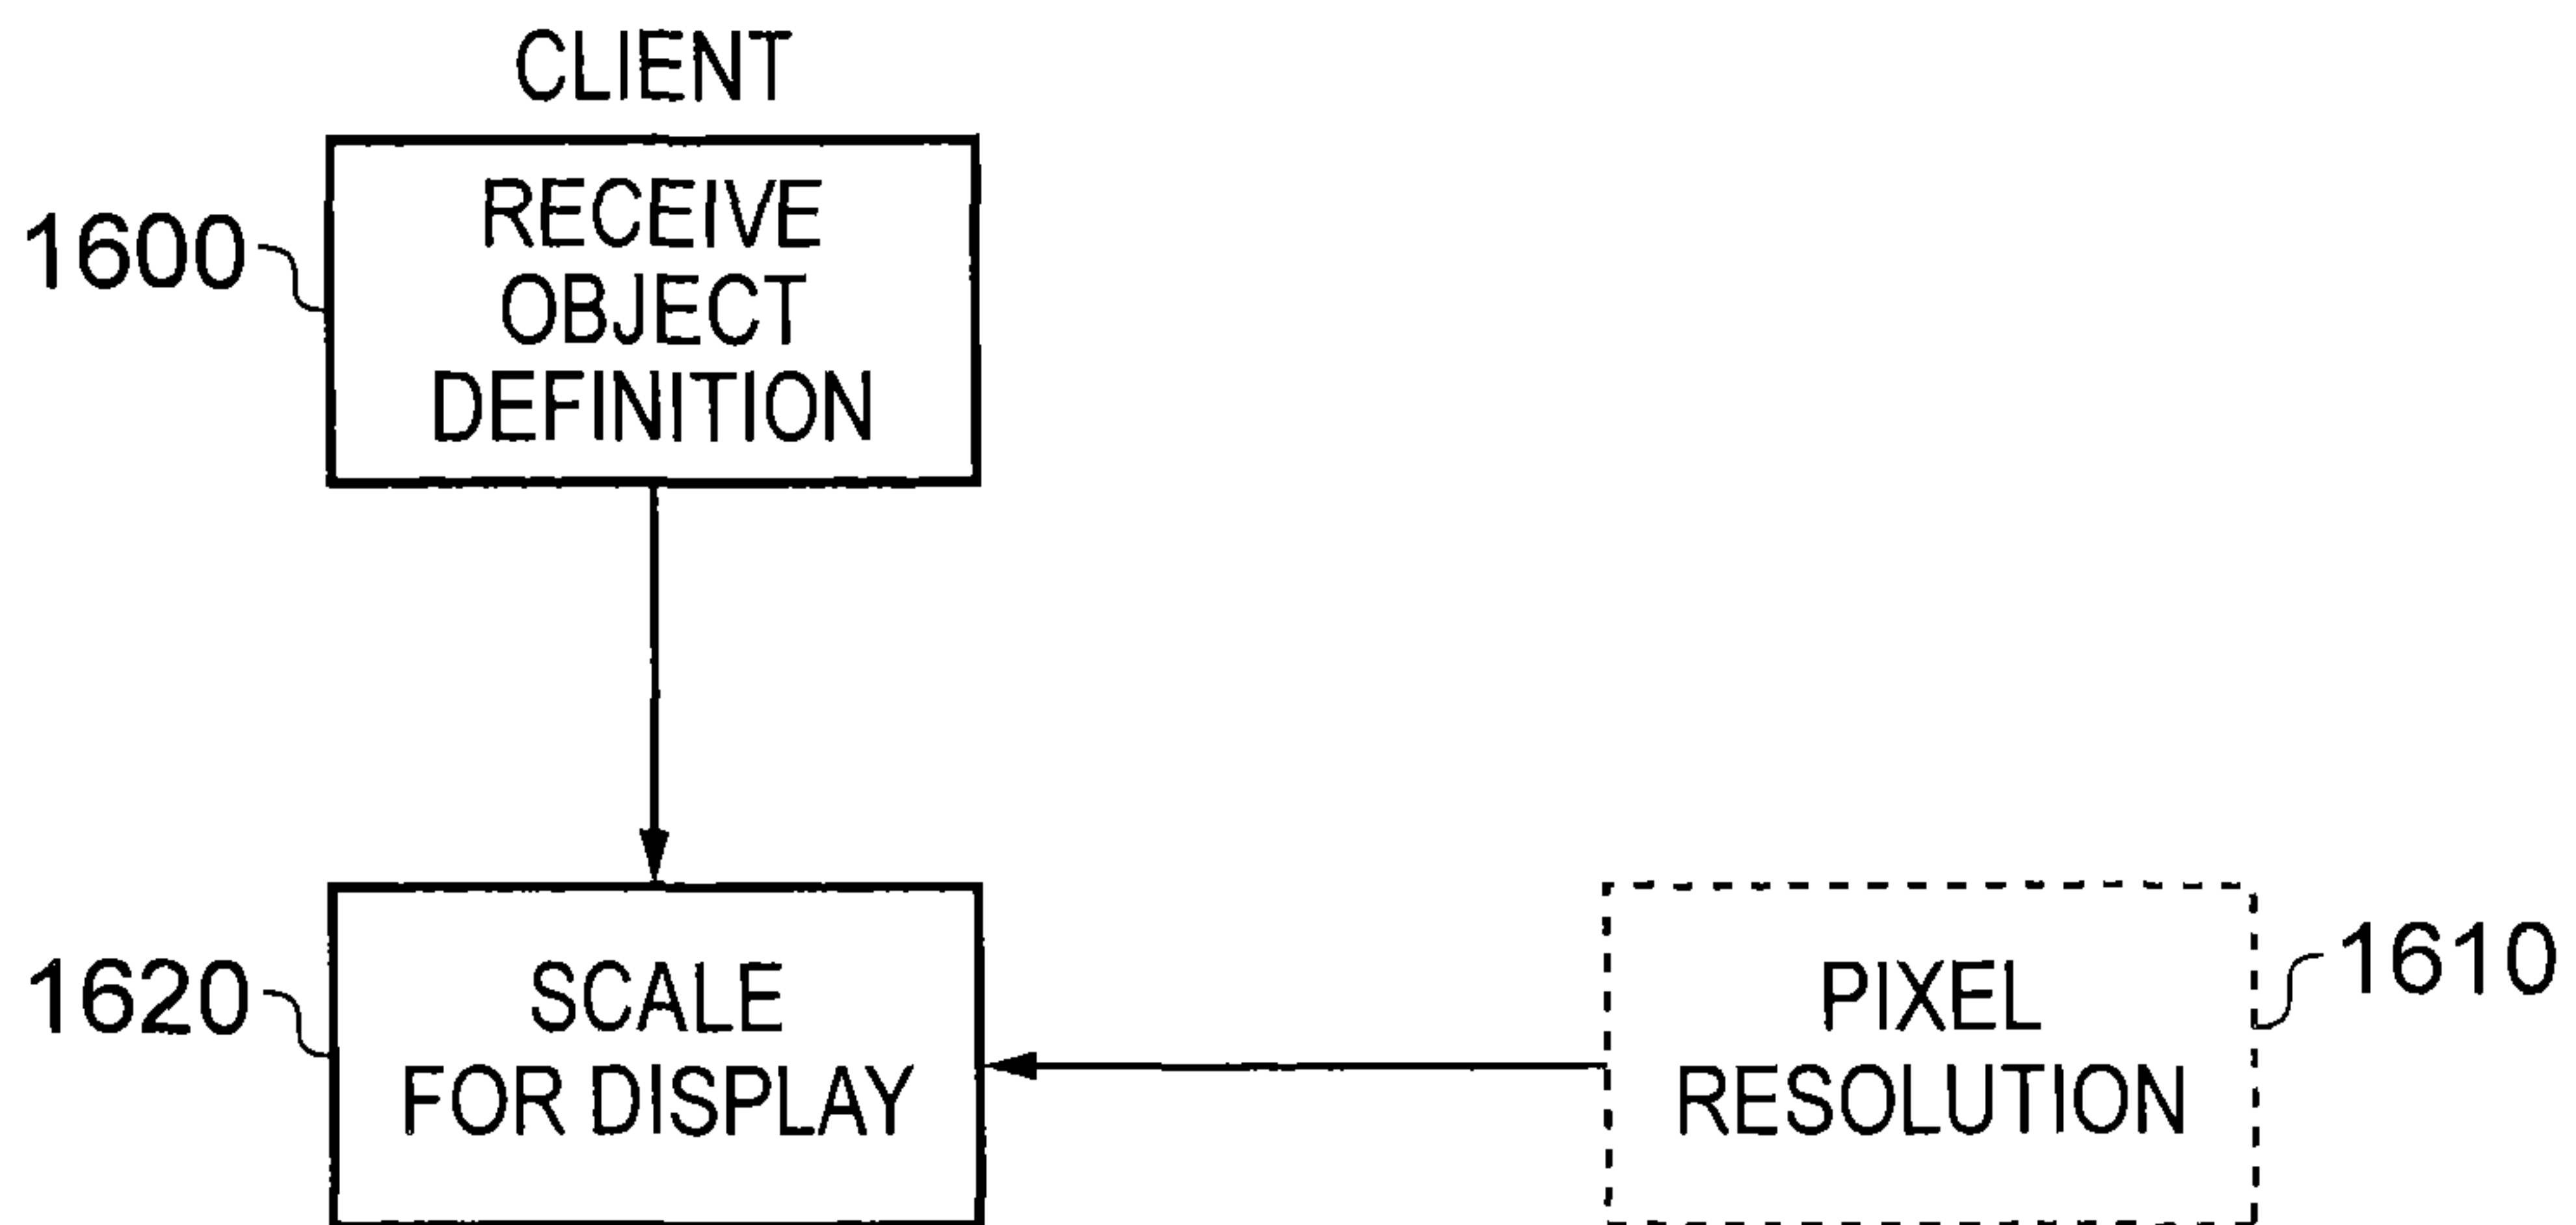 CLIENT
1600
RECEIVE
OBJECT
DEFINITION
1620
SCALE
FOR DISPLAY
PIXEL
RESOLUTION
1610